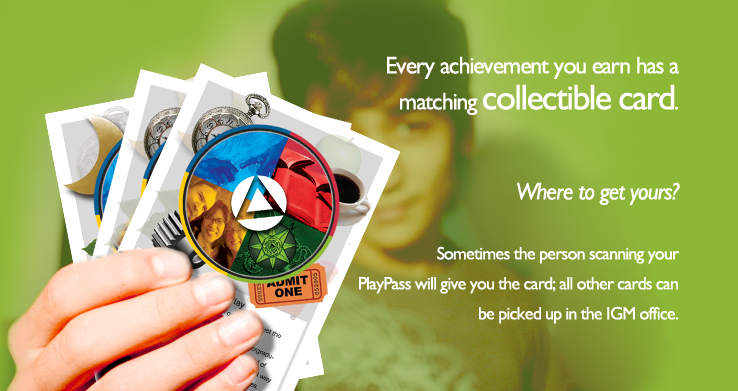 Every achievement you earn has a
matching collectible card.
Where to get yours?
Sometimes the person scanning your
PlayPass will give you the card; all other cards can
be picked up in the IGM office.
ADMIT
ONE